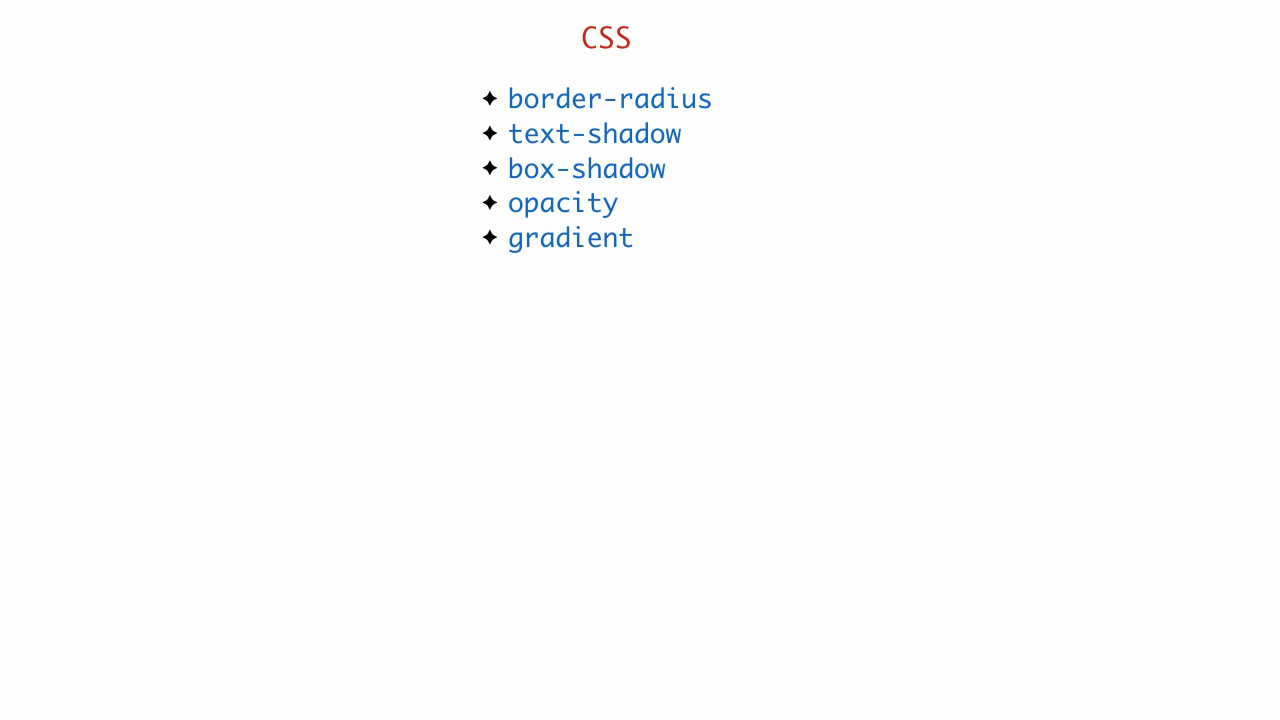 CSS
✦ border-radius
✦ text-shadow
✦ box-shadow
✦ opacity
✦ gradient